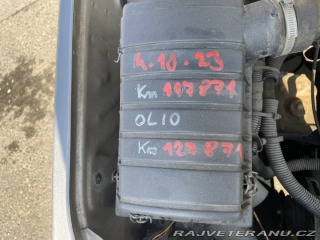 4.10.23
Km 117871
OLIO
Km 127871
RAJVETERANU.CZ